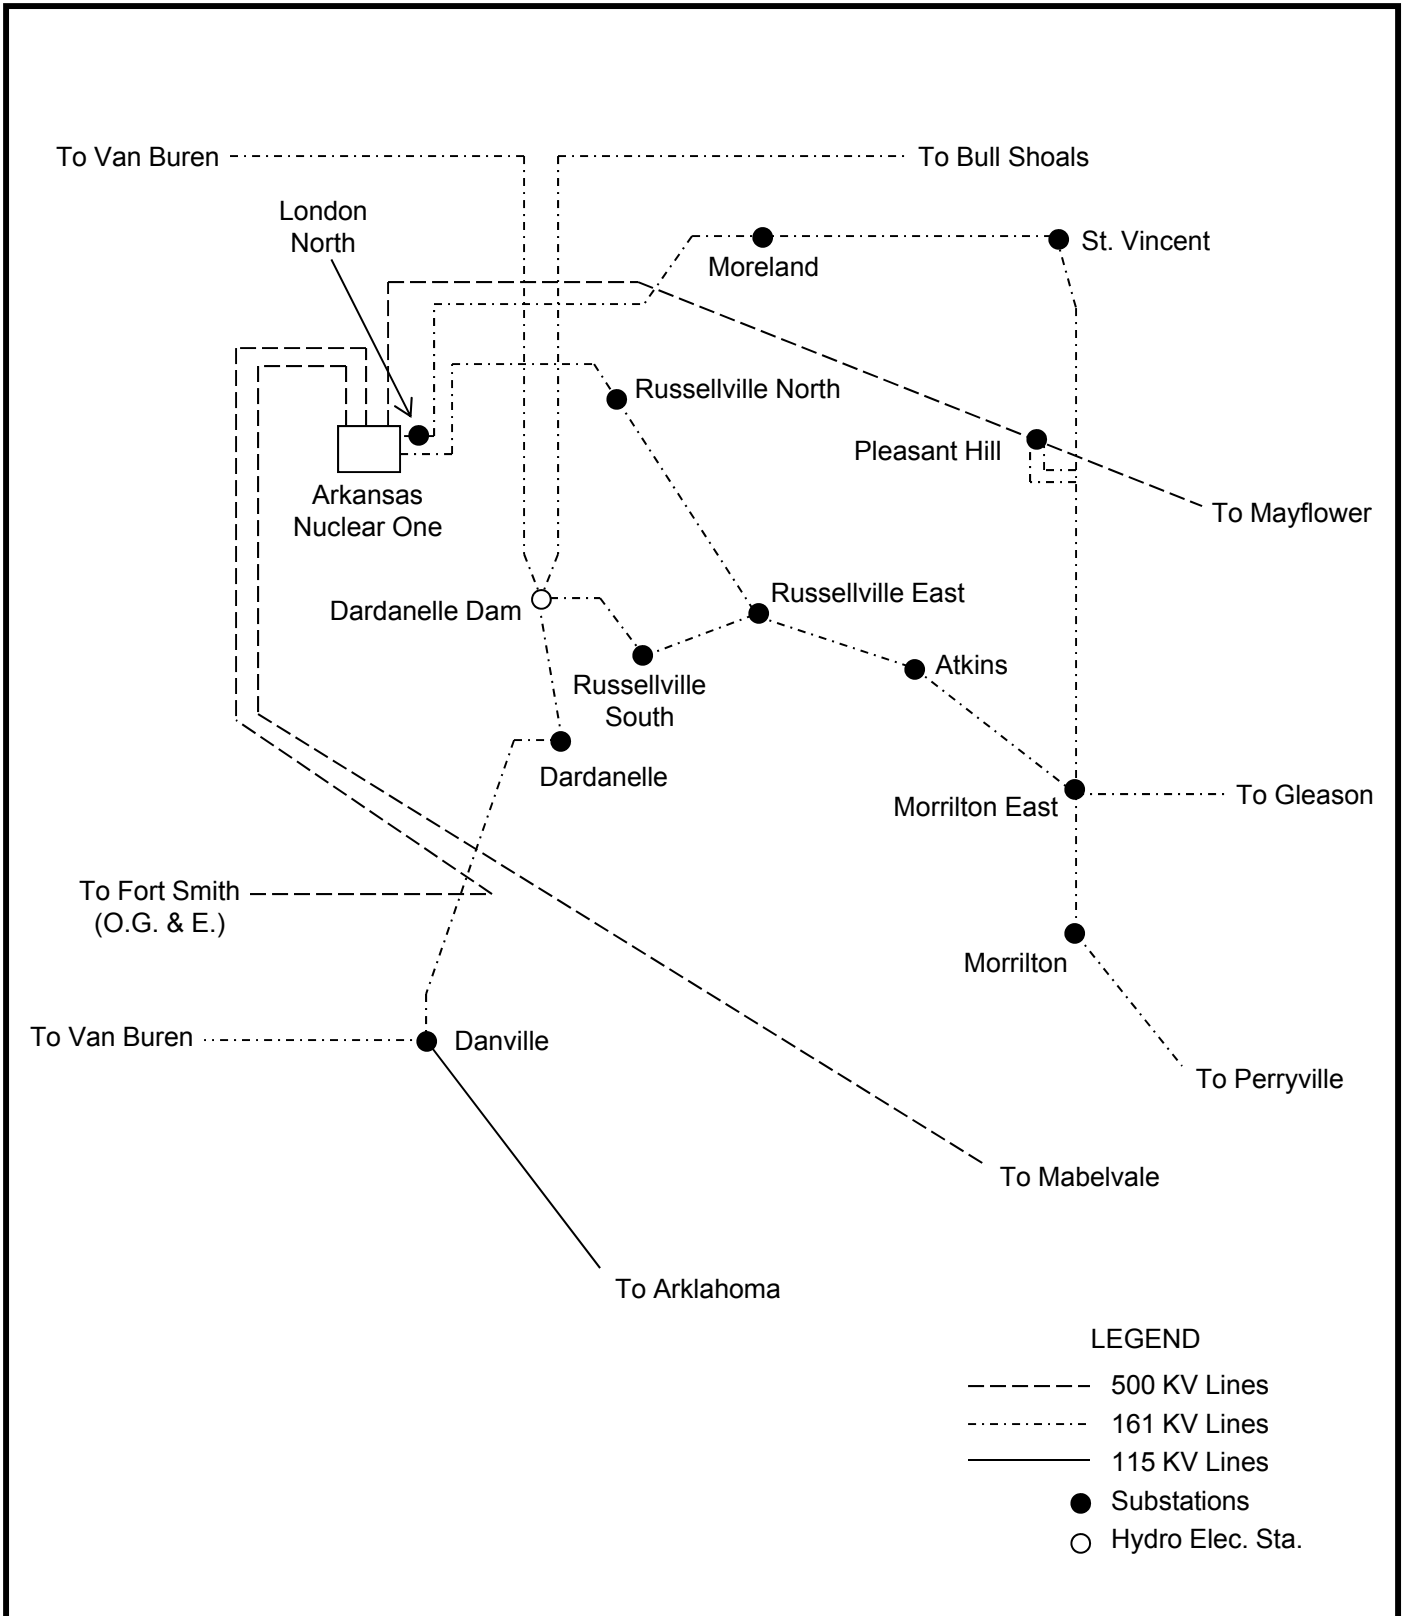 To Van Buren
To Bull Shoals
London
North
St. Vincent
Moreland
Russellville North
Pleasant Hill
Arkansas
Nuclear One
To Mayflower
Russellville East
Dardanelle Dam
Atkins
Russellville
South
Dardanelle
Morrilton East
To Gleason
To Fort Smith
(O.G. & E.)
Morrilton
To Van Buren
Danville
To Perryville
To Mabelvale
To Arklahoma
LEGEND
500 KV Lines
161 KV Lines
115 KV Lines
Substations
Hydro Elec. Sta.